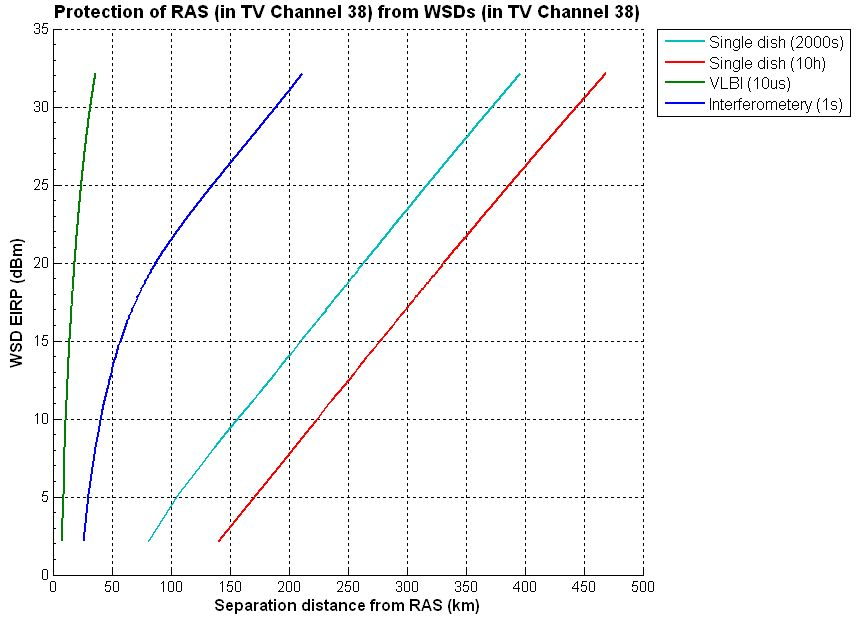 Protection of RAS (in TV Channel 38) from WSDs (in TV Channel 38)
35
30
25
20
15
10
5
0
WSD EIRP (dBm)
0 50 100 150 200 250 300 350 400 450 500
Separation distance from RAS (km)
Single dish (2000s)
Single dish (10h)
VLBI (10us)
Interferometery (1s)